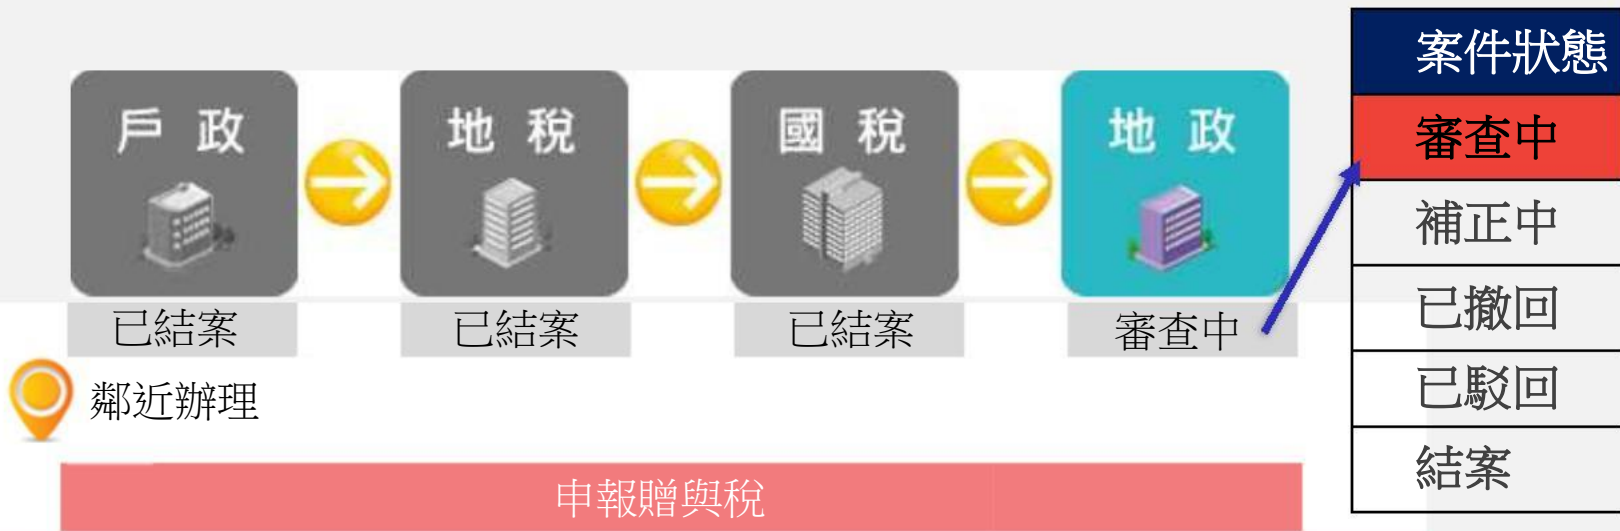 戶政
地稅
國稅
地政
已結案
已結案
已結案
審查中
鄰近辦理
申報贈與稅
案件狀態
審查中
補正中
已撤回
已駁回
結案